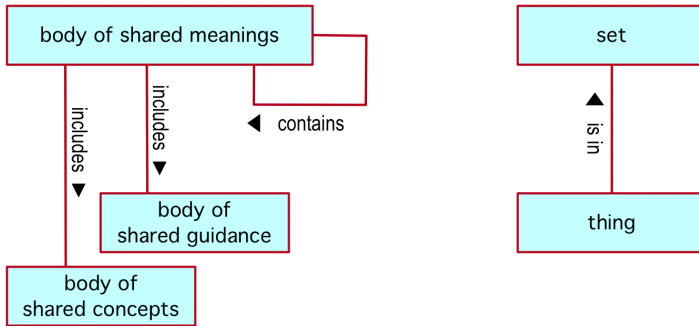 body of shared meanings
set
includes
includes
contains
is in
body of
shared guidance
thing
body of
shared concepts